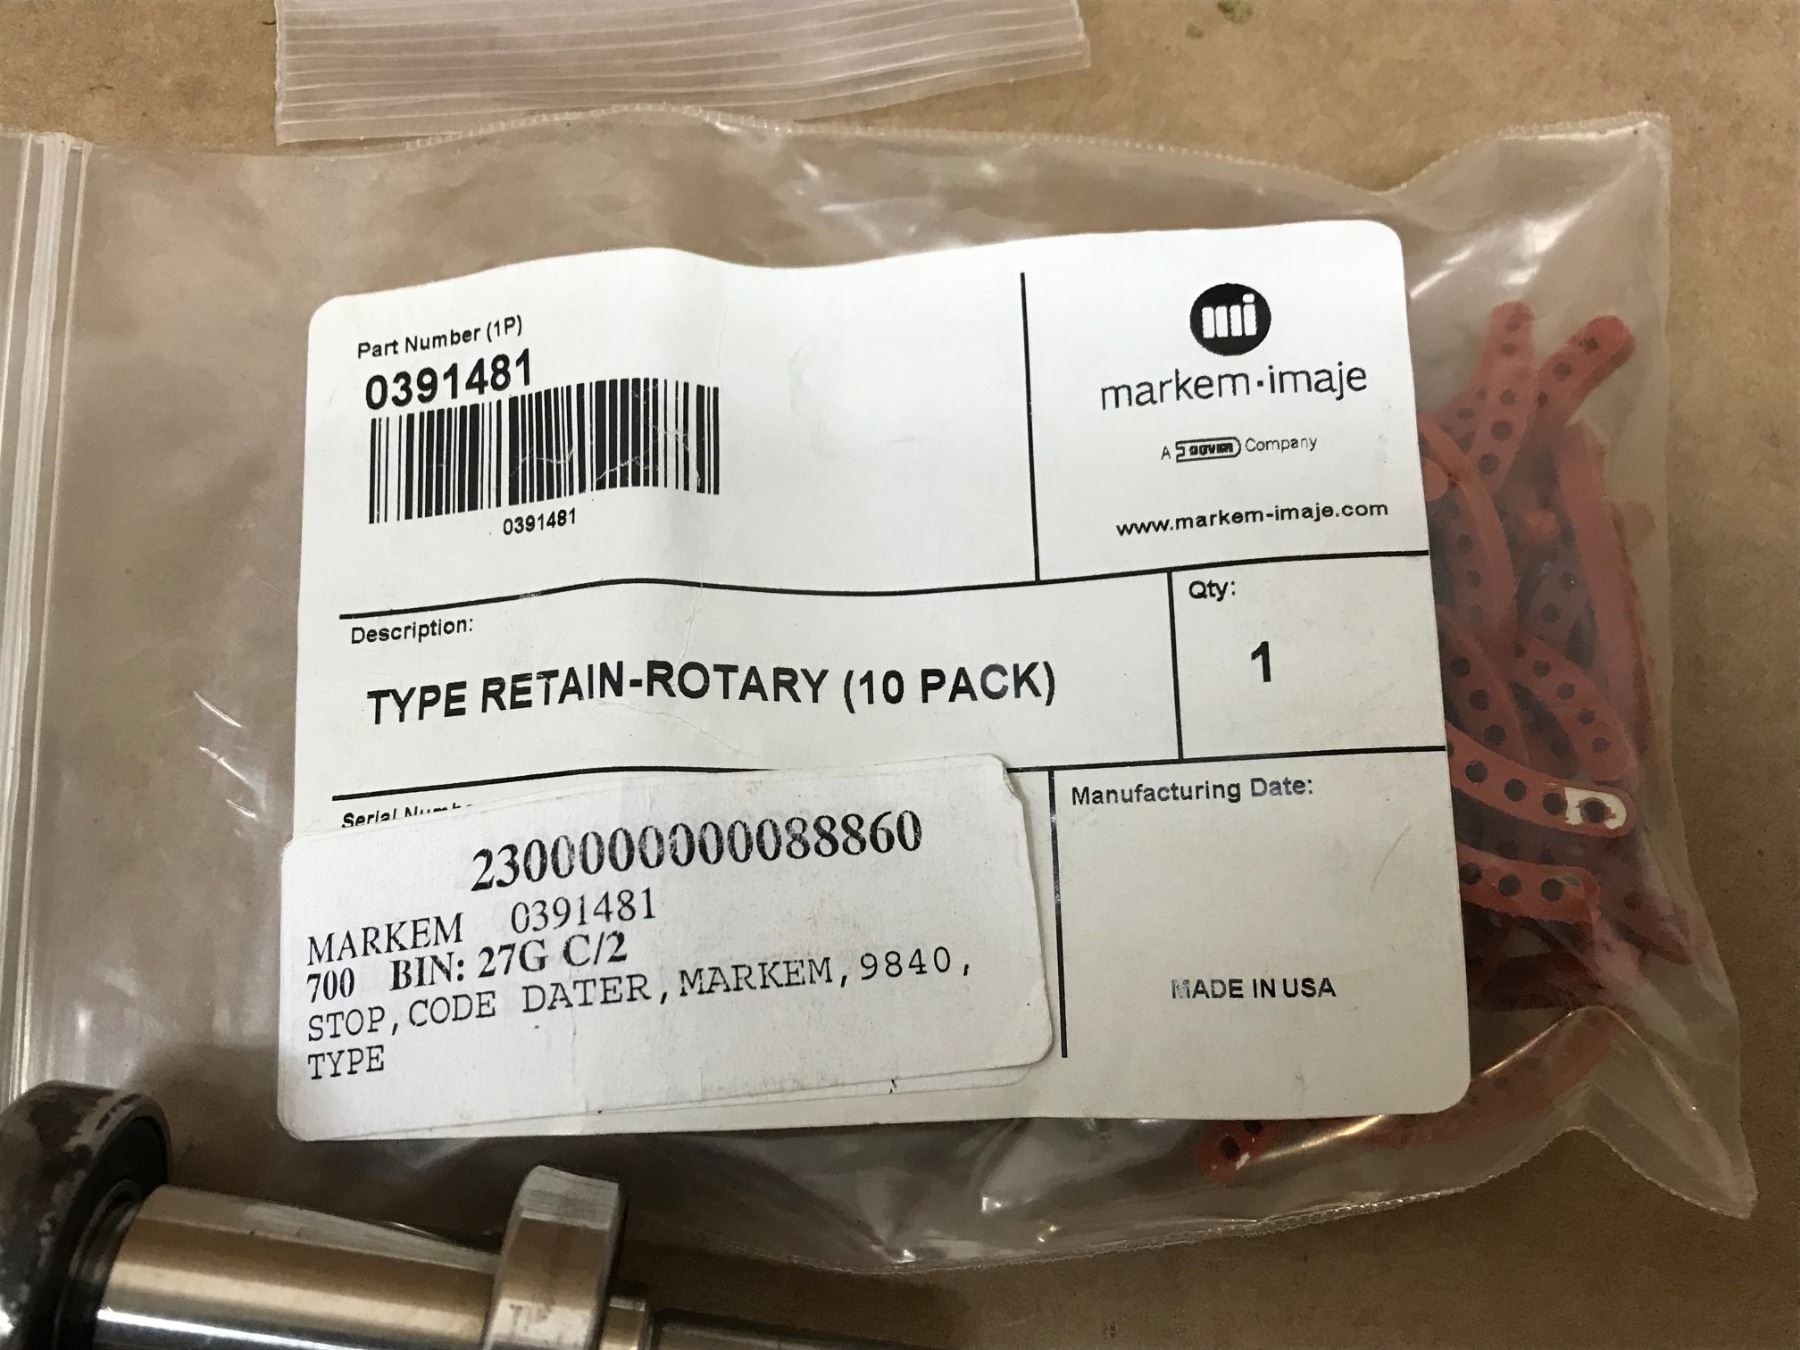 Part Number (1P)
0391481
0391481
mi
markem·imaje
A DOVER Company
www.markem-imaje.com
Description:
TYPE RETAIN-ROTARY (10 PACK)
Qty:
1
Serial
Manufacturing Date:
MADE IN USA
2300000000088860
MARKEM 0391481
700 BIN: 27G C/2
STOP,CODE DATER,MARKEM,9840,
TYPE